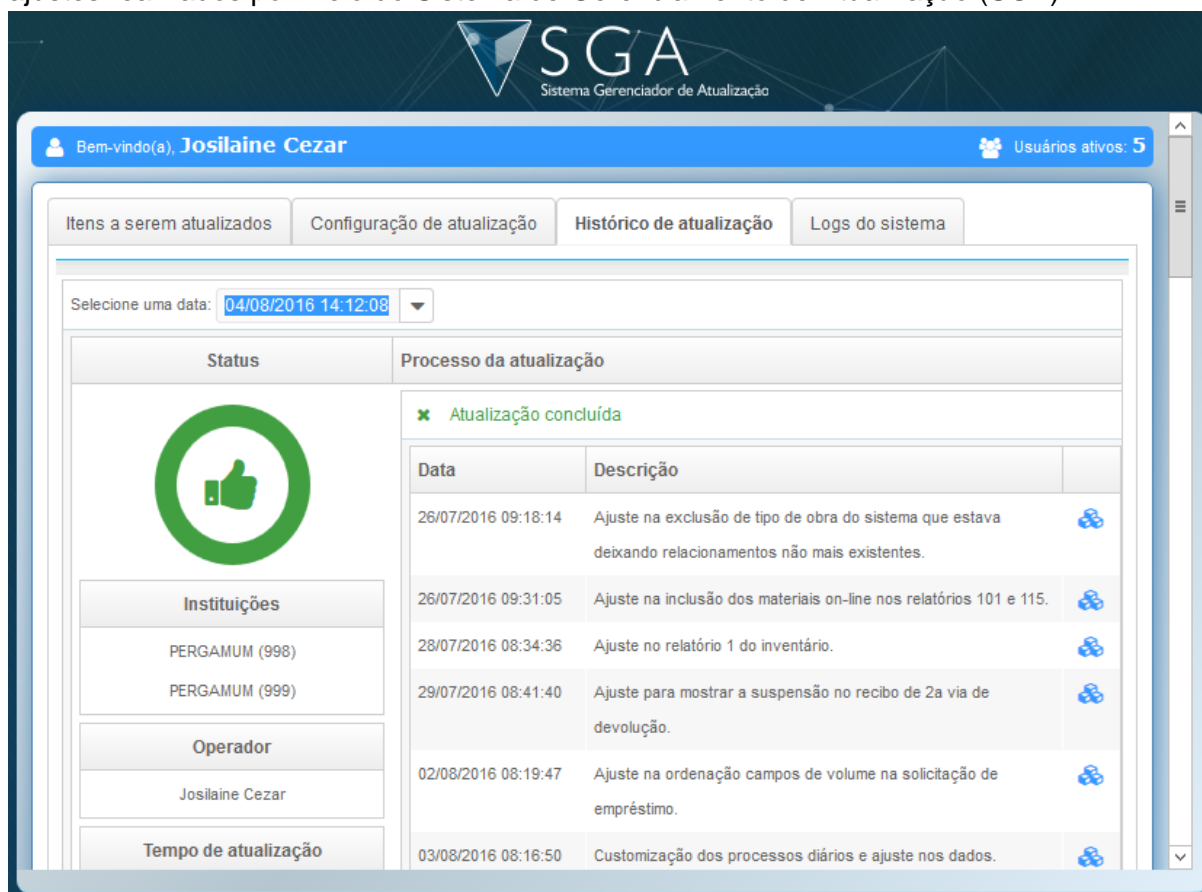 SGA
Sistema Gerenciador de Atualização
Bem-vindo(a), Josilaine Cezar
Usuários ativos: 5
Itens a serem atualizados
Configuração de atualização
Histórico de atualização
Logs do sistema
Selecione uma data: 04/08/2016 14:12:08
Status
Processo da atualização
Atualização concluída
Data
Descrição
26/07/2016 09:18:14
Ajuste na exclusão de tipo de obra do sistema que estava
deixando relacionamentos não mais existentes.
26/07/2016 09:31:05
Ajuste na inclusão dos materiais on-line nos relatórios 101 e 115.
28/07/2016 08:34:36
Ajuste no relatório 1 do inventário.
29/07/2016 08:41:40
Ajuste para mostrar a suspensão no recibo de 2a via de
devolução.
02/08/2016 08:19:47
Ajuste na ordenação campos de volume na solicitação de
empréstimo.
03/08/2016 08:16:50
Customização dos processos diários e ajuste nos dados.
Instituições
PERGAMUM (998)
PERGAMUM (999)
Operador
Josilaine Cezar
Tempo de atualização